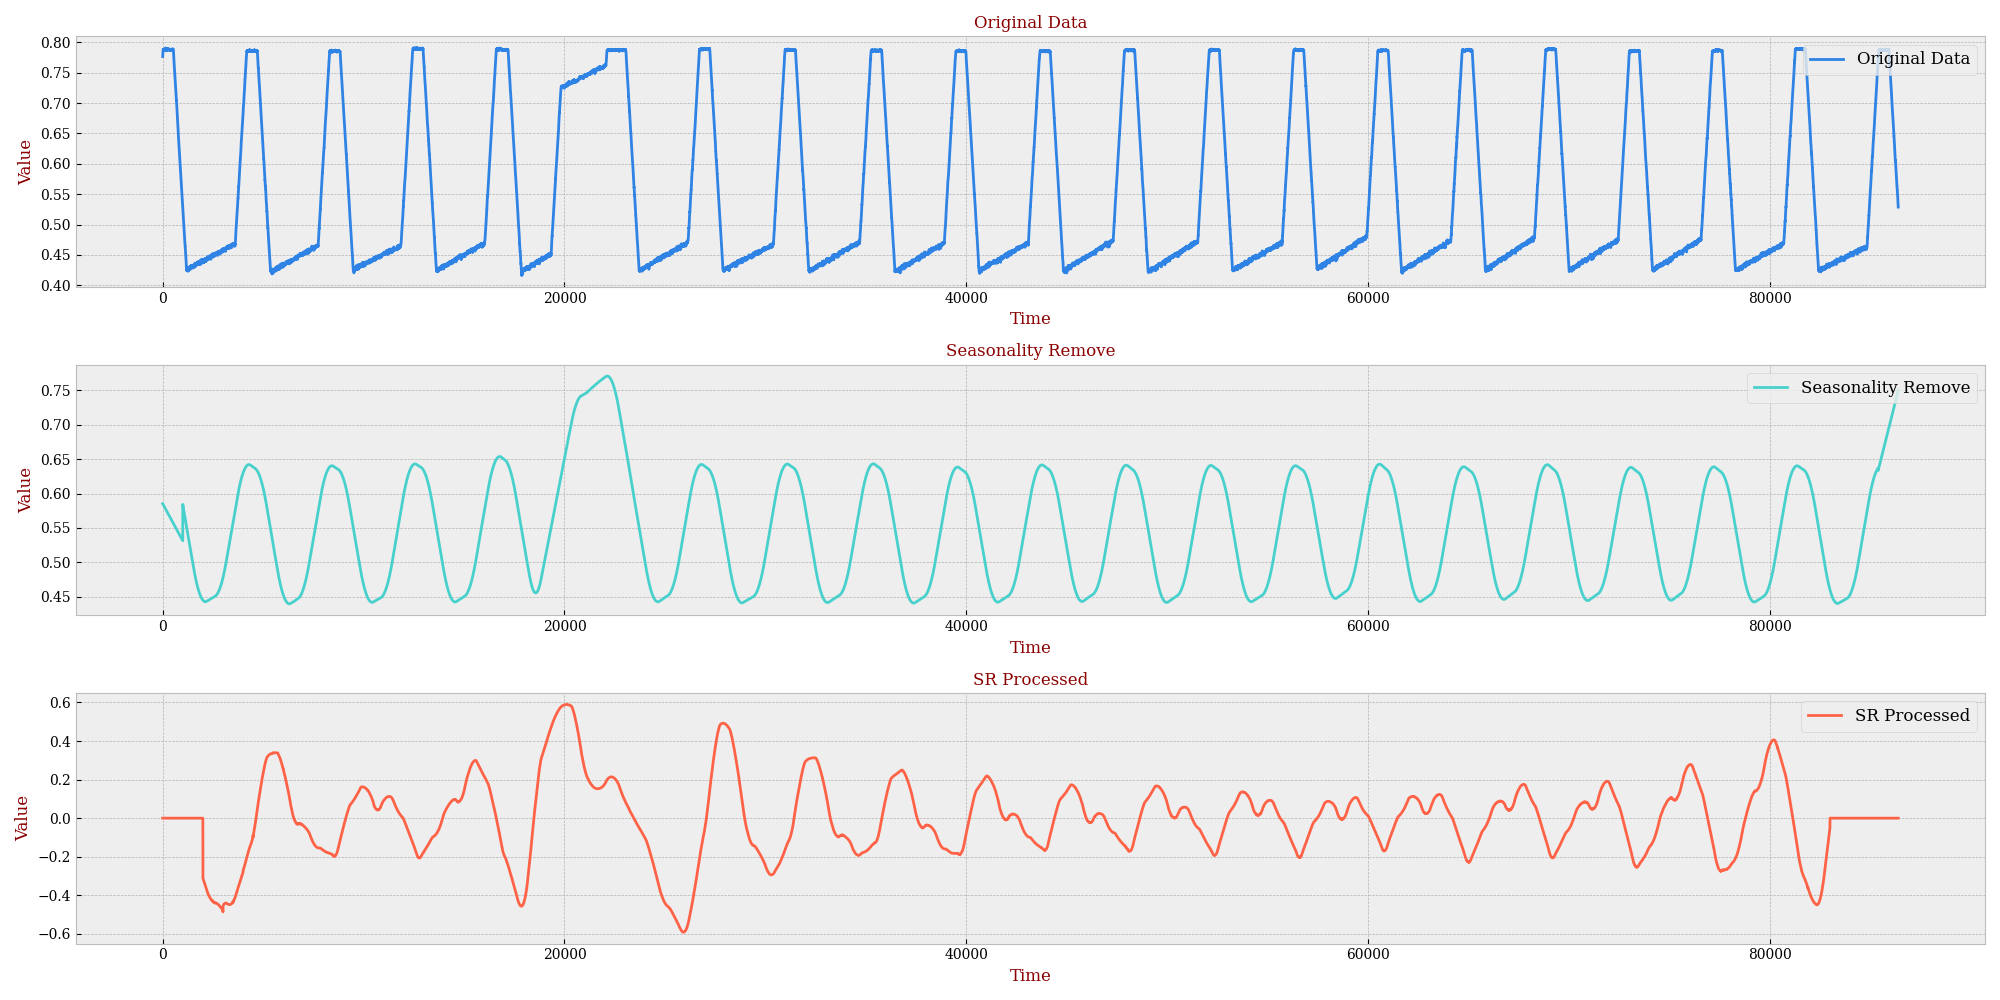 Original Data
0.80
0.75
0.70
0.65
0.60
0.55
0.50
0.45
0.40
Value
Original Data
0 20000 40000 60000 80000
Time
Seasonality Remove
0.75
0.70
0.65
0.60
0.55
0.50
0.45
Value
Seasonality Remove
0 20000 40000 60000 80000
Time
SR Processed
0.6
0.4
0.2
0.0
−0.2
−0.4
−0.6
Value
SR Processed
0 20000 40000 60000 80000
Time